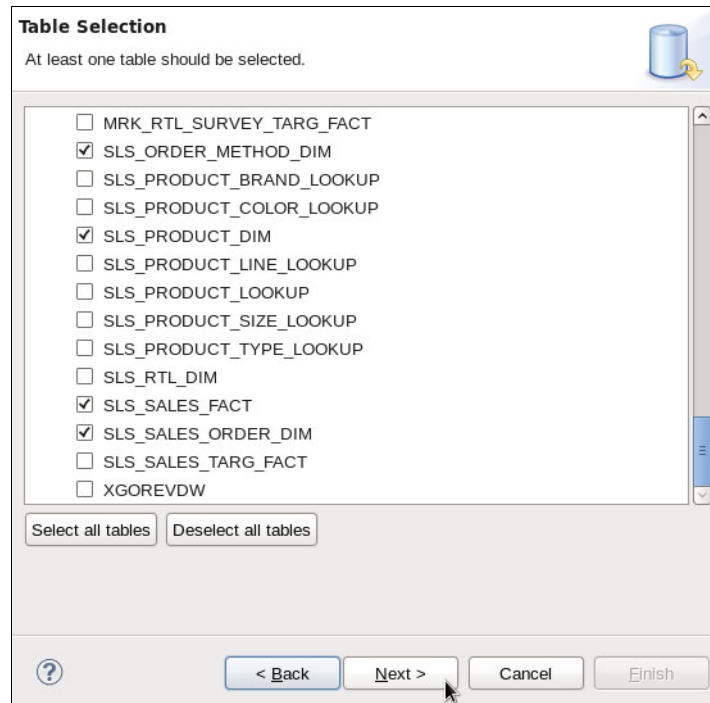 Table Selection
At least one table should be selected.
MRK_RTL_SURVEY_TARG_FACT
SLS_ORDER_METHOD_DIM
SLS_PRODUCT_BRAND_LOOKUP
SLS_PRODUCT_COLOR_LOOKUP
SLS_PRODUCT_DIM
SLS_PRODUCT_LINE_LOOKUP
SLS_PRODUCT_LOOKUP
SLS_PRODUCT_SIZE_LOOKUP
SLS_PRODUCT_TYPE_LOOKUP
SLS_RTL_DIM
SLS_SALES_FACT
SLS_SALES_ORDER_DIM
SLS_SALES_TARG_FACT
XGOREVDW
Select all tables Deselect all tables
? < Back Next > Cancel Finish